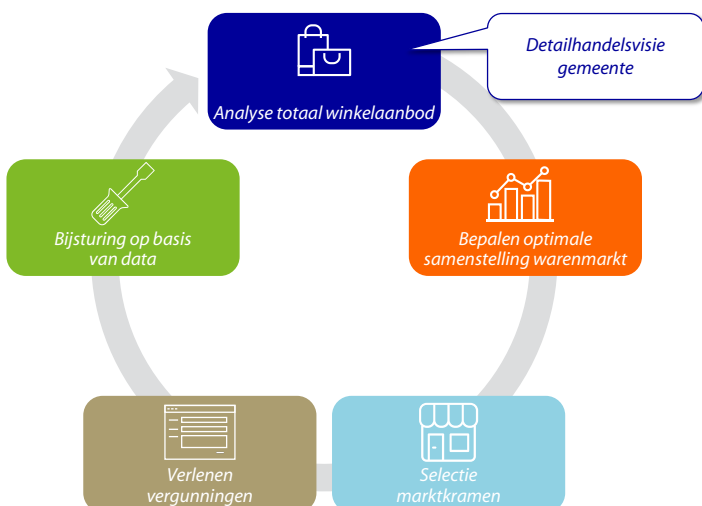 Detailhandelsvisie
gemeente
Analyse totaal winkelaanbod
Bepalen optimale
samenstelling warenmarkt
Selectie
marktkramen
Verlenen
vergunningen
Bijsturing op basis
van data